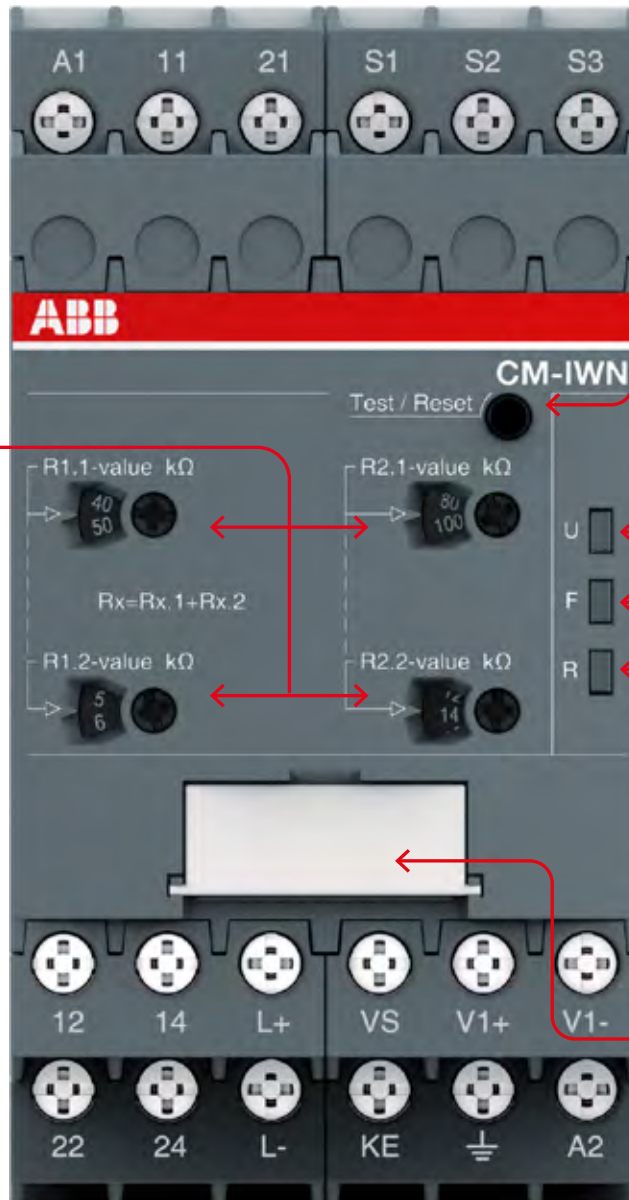 A1 11 21 S1 S2 S3
ABB
CM-IWN
Test / Reset
R1.1-value kΩ R2.1-value kΩ
40 80
50 100
U
Rx=Rx.1+Rx.2
F
R1.2-value kΩ R2.2-value kΩ
R
5
6 14
12 14 L+ VS V1+ V1-
22 24 L- KE A2